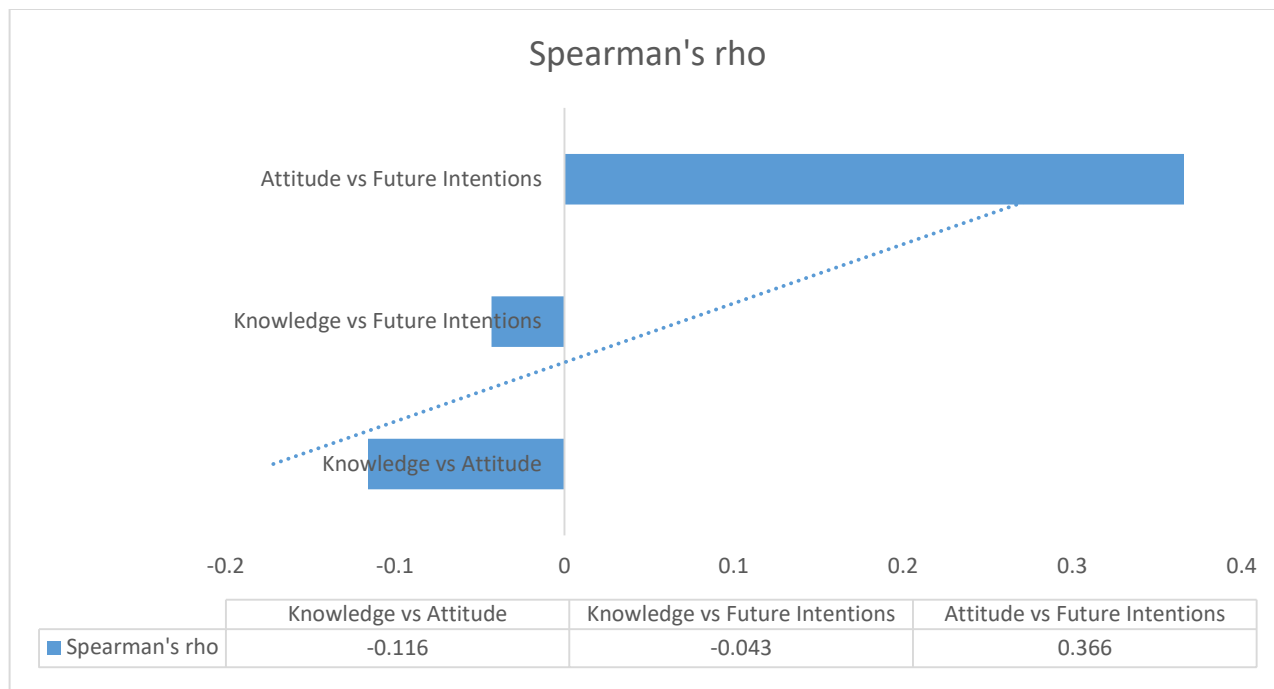 Spearman's rho
Attitude vs Future Intentions
Knowledge vs Future Intentions
Knowledge vs Attitude
-0.2 -0.1 0 0.1 0.2 0.3 0.4
Knowledge vs Attitude Knowledge vs Future Intentions Attitude vs Future Intentions
Spearman's rho -0.116 -0.043 0.366